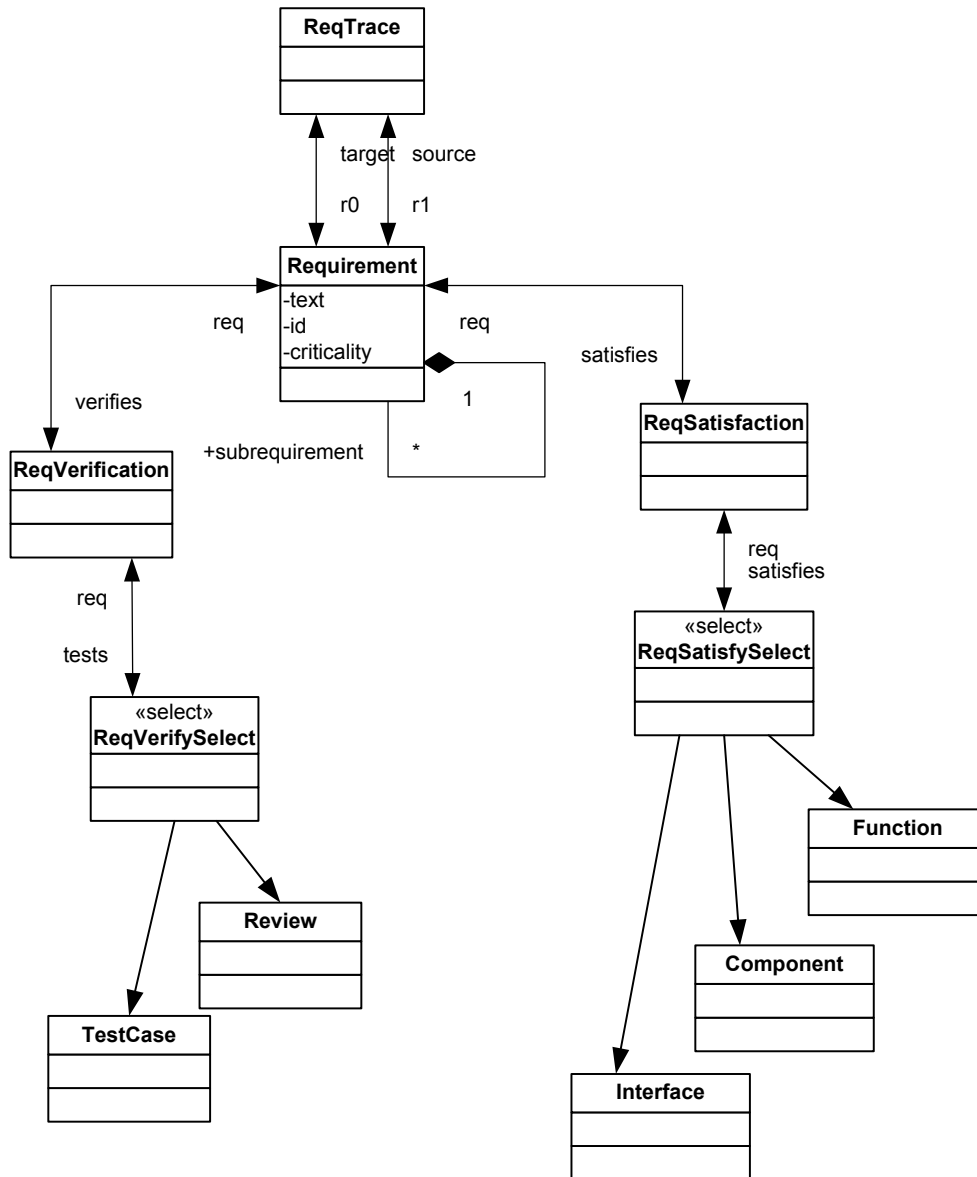 ReqTrace
target source
r0 r1
Requirement
-text
-id
-criticality
req
req
verifies
satisfies
1
+subrequirement
*
ReqVerification
ReqSatisfaction
req
tests
req
satisfies
«select»
ReqVerifySelect
«select»
ReqSatisfySelect
Review
TestCase
Function
Component
Interface